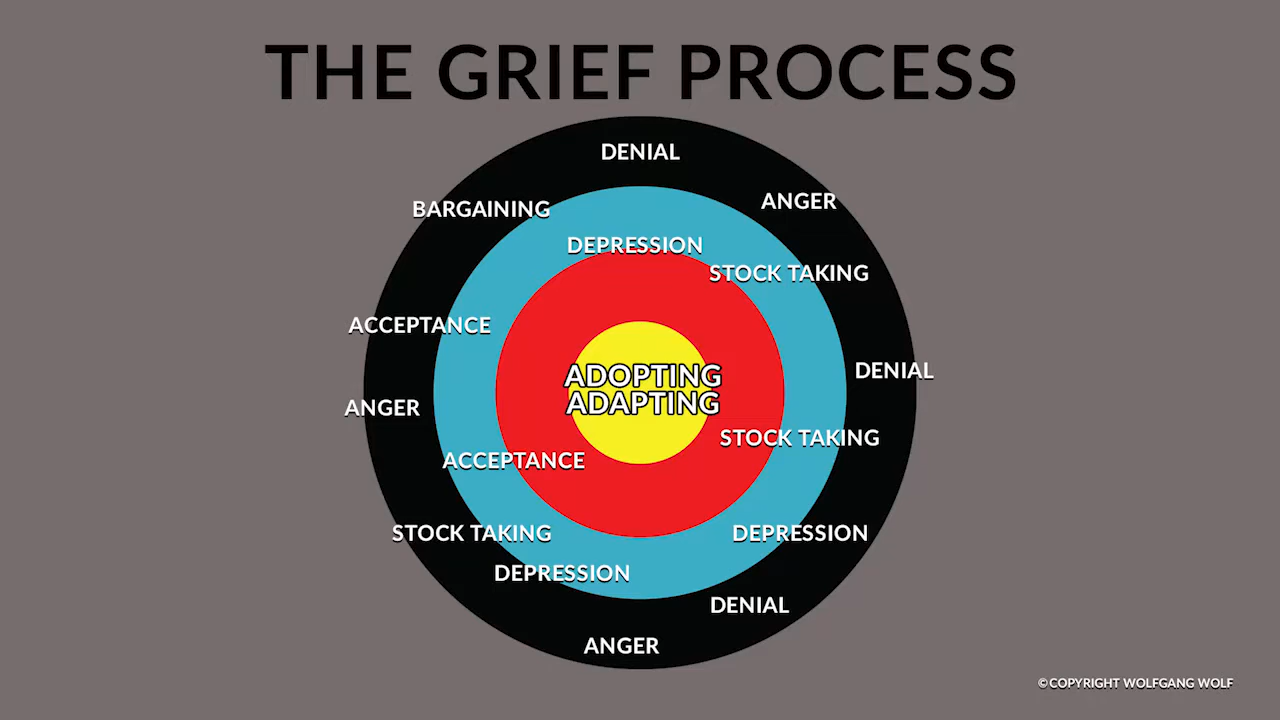 THE GRIEF PROCESS
DENIAL
ANGER
BARGAINING
DEPRESSION
STOCK TAKING
ACCEPTANCE
DENIAL
ADOPTING
ADAPTING
ANGER
STOCK TAKING
ACCEPTANCE
STOCK TAKING
DEPRESSION
DEPRESSION
DENIAL
ANGER
©COPYRIGHT WOLFGANG WOLF